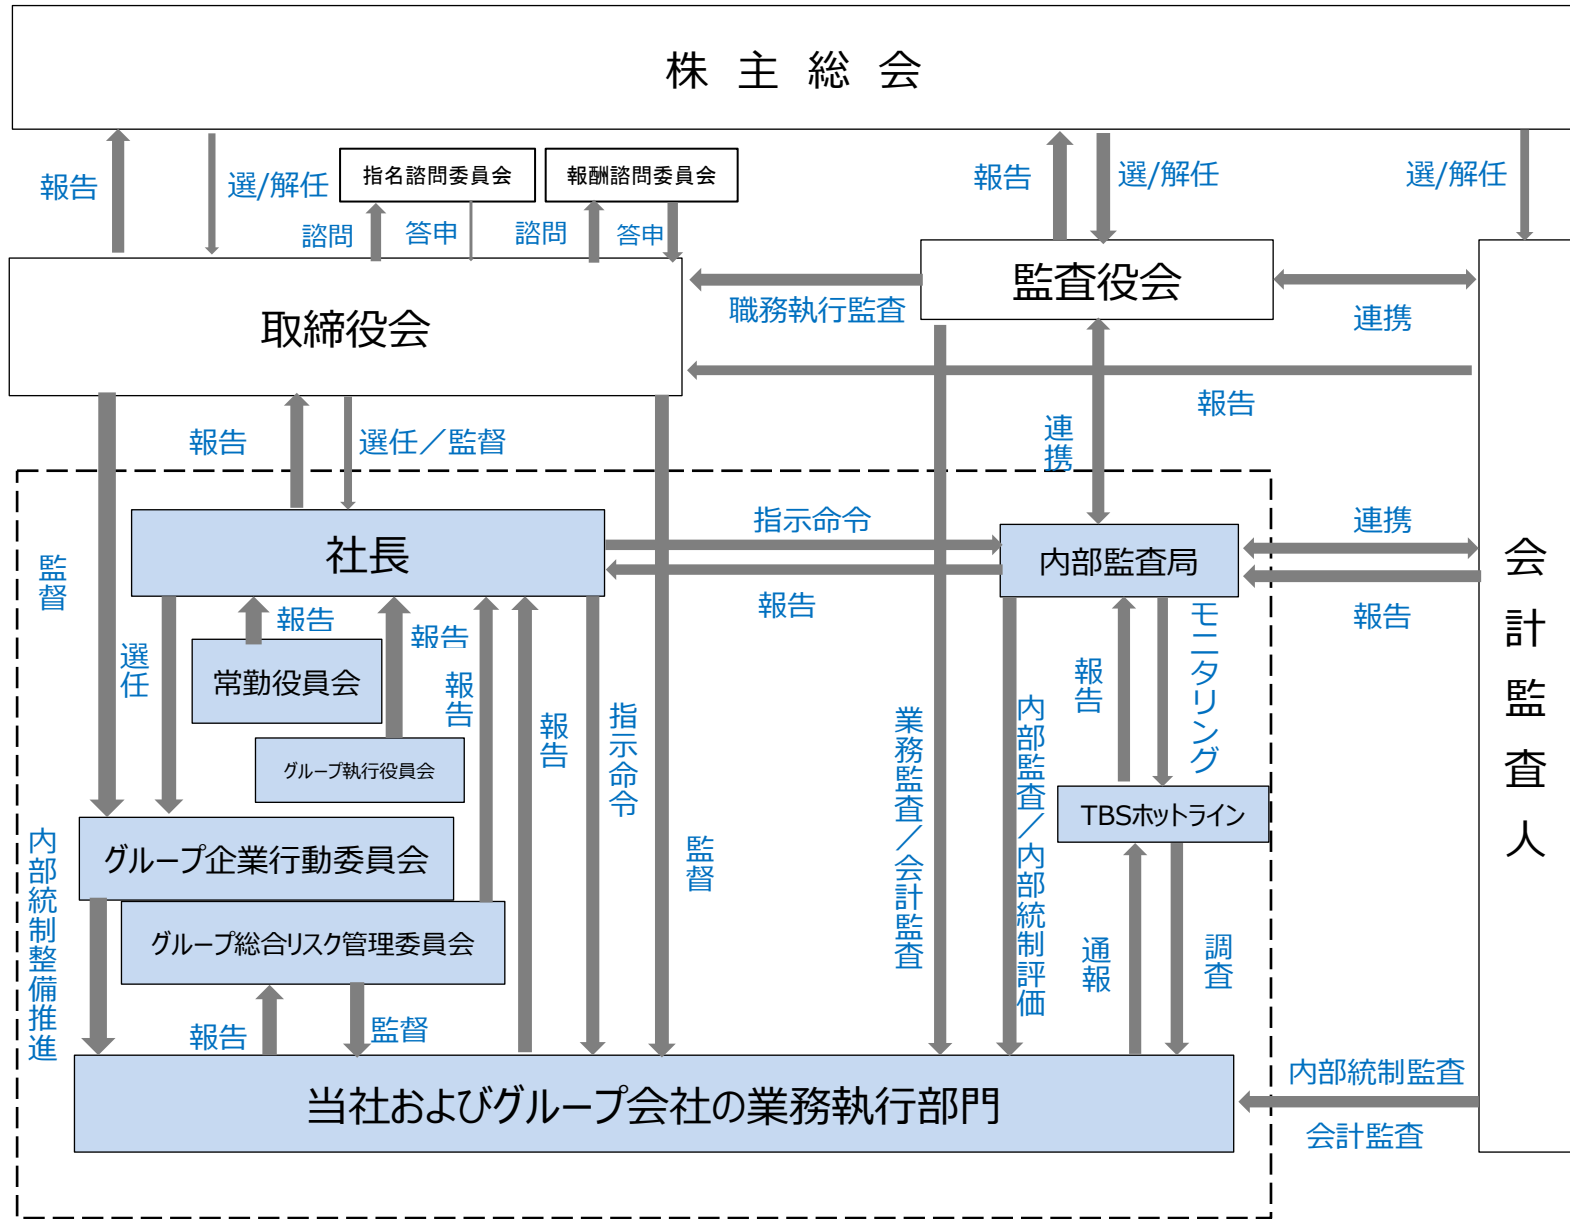 株主総会
報告
選/解任
指名諮問委員会
報酬諮問委員会
報告
選/解任
選/解任
諮問
答申
諮問
答申
取締役会
監査役会
職務執行監査
連携
報告
報告
選任／監督
連携
社長
指示命令
報告
内部監査局
連携
報告
会計監査人
監督
選任
報告
報告
常勤役員会
グループ執行役員会
報告
報告
指示命令
監督
業務監査／会計監査
内部監査／内部統制評価
報告
モニタリング
TBSホットライン
グループ企業行動委員会
グループ総合リスク管理委員会
内部統制整備推進
報告
監督
通報
調査
当社およびグループ会社の業務執行部門
内部統制監査
会計監査